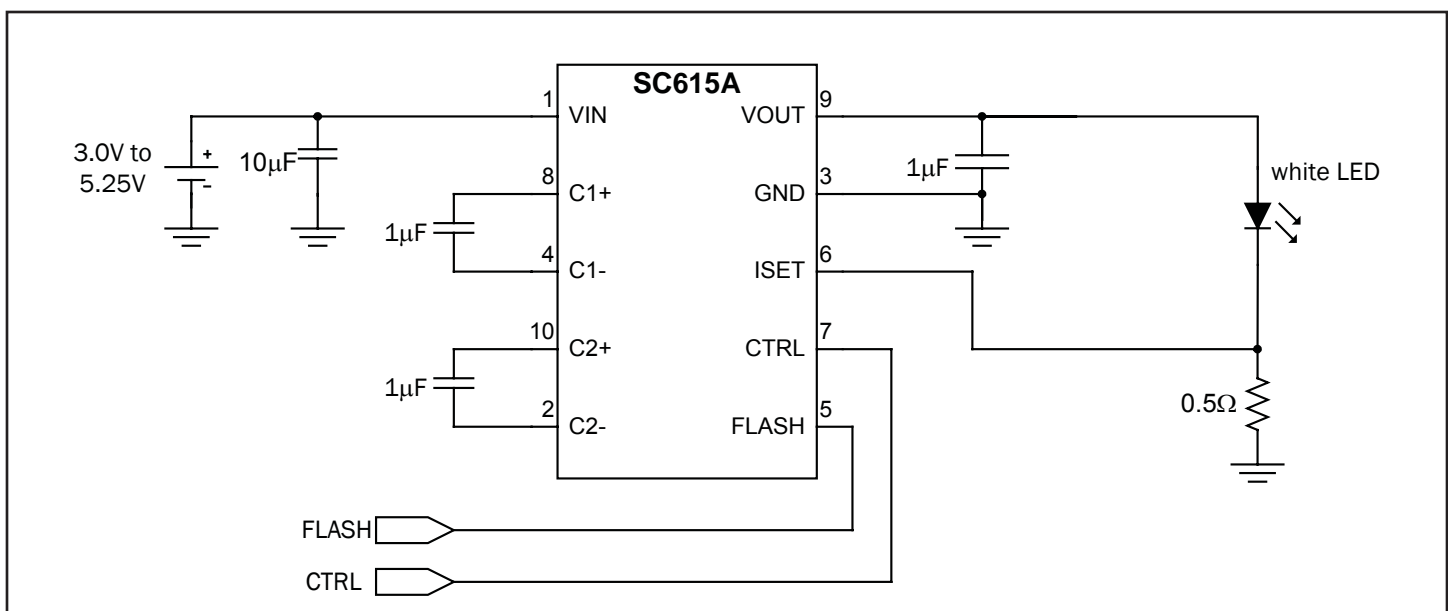 SC615A
1
VIN
VOUT
9
3.0V to
5.25V
+
–
10μF
8
C1+
GND
3
1μF
white LED
1μF
4
C1-
ISET
6
10
C2+
CTRL
7
1μF
2
C2-
FLASH
5
0.5Ω
FLASH
CTRL